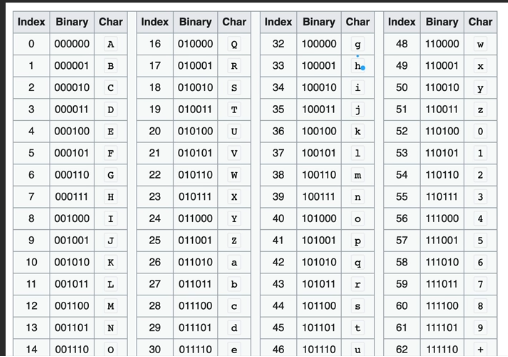 Index Binary Char Index Binary Char Index Binary Char Index Binary Char
0 000000 A 16 010000 Q 32 100000 g 48 110000 w
1 000001 B 17 010001 R 33 100001 h 49 110001 x
2 000010 C 18 010010 S 34 100010 i 50 110010 y
3 000011 D 19 010011 T 35 100011 j 51 110011 z
4 000100 E 20 010100 U 36 100100 k 52 110100 0
5 000101 F 21 010101 V 37 100101 l 53 110101 1
6 000110 G 22 010110 W 38 100110 m 54 110110 2
7 000111 H 23 010111 X 39 100111 n 55 110111 3
8 001000 I 24 011000 Y 40 101000 o 56 111000 4
9 001001 J 25 011001 Z 41 101001 p 57 111001 5
10 001010 K 26 011010 a 42 101010 q 58 111010 6
11 001011 L 27 011011 b 43 101011 r 59 111011 7
12 001100 M 28 011100 c 44 101100 s 60 111100 8
13 001101 N 29 011101 d 45 101101 t 61 111101 9
14 001110 O 30 011110 e 46 101110 u 62 111110 +